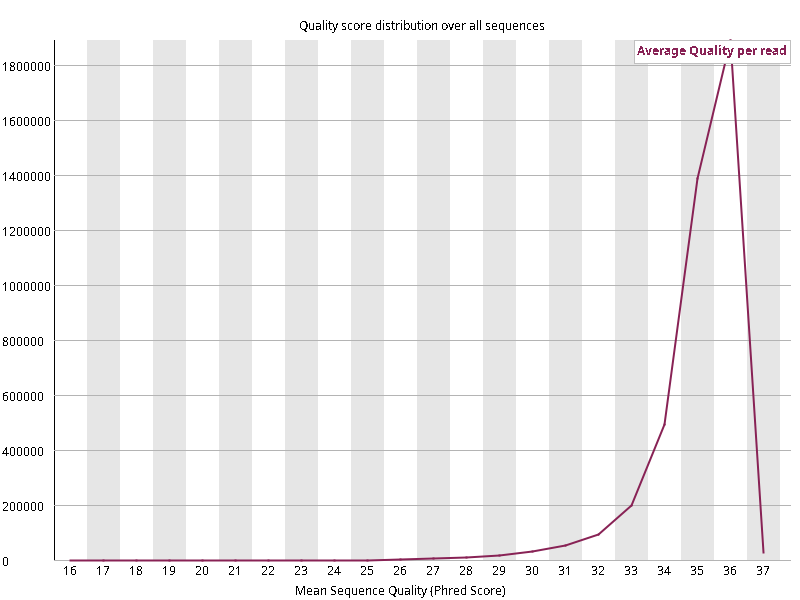 Quality score distribution over all sequences
Average Quality per read
1800000
1600000
1400000
1200000
1000000
800000
600000
400000
200000
0
16 17 18 19 20 21 22 23 24 25 26 27 28 29 30 31 32 33 34 35 36 37
Mean Sequence Quality (Phred Score)